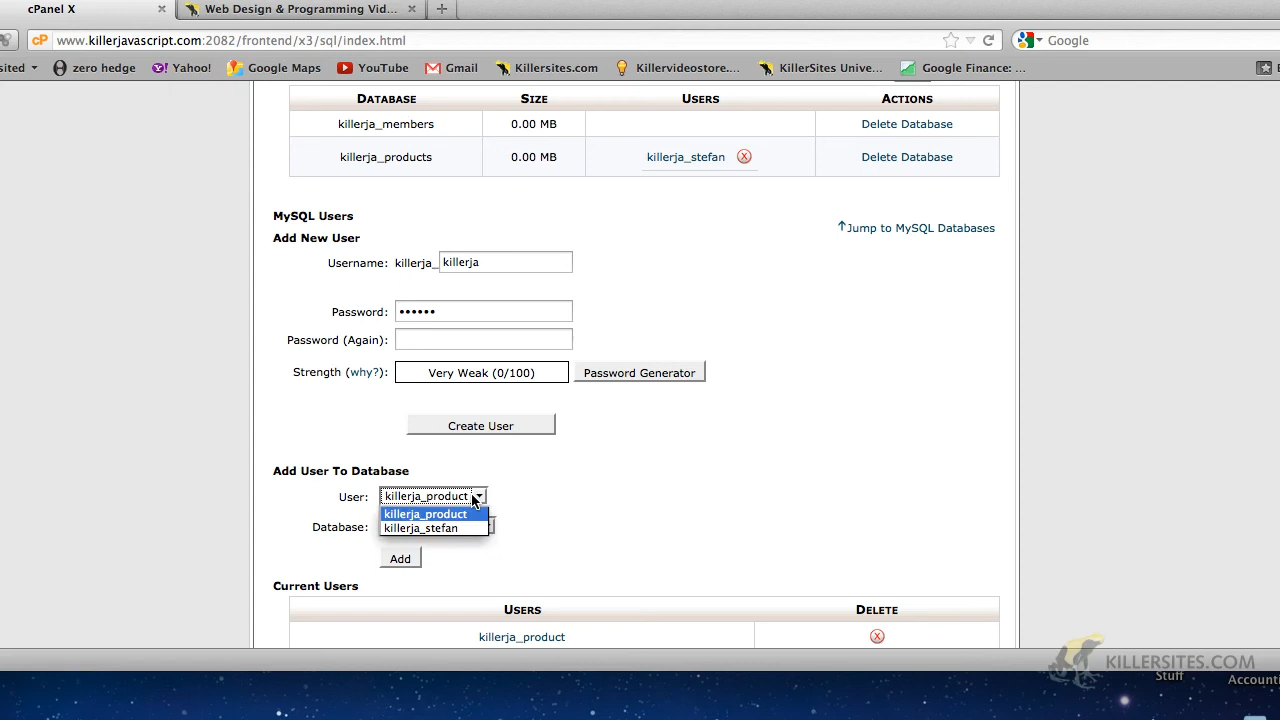 cPanel X
Web Design & Programming Vid...
www.killerjavascript.com:2082/frontend/x3/sql/index.html
Google
sited
zero hedge
Yahoo!
Google Maps
YouTube
Gmail
Killersites.com
Killervideostore....
KillerSites Unive...
Google Finance: ...
DATABASE SIZE USERS ACTIONS
killerja_members 0.00 MB Delete Database
killerja_products 0.00 MB killerja_stefan Delete Database
MySQL Users
Jump to MySQL Databases
Add New User
Username: killerja_ killerja
Password: ••••••
Password (Again):
Strength (why?): Very Weak (0/100) Password Generator
Create User
Add User To Database
User: killerja_product
killerja_product
killerja_stefan
Database:
Add
Current Users
USERS DELETE
killerja_product
KILLERSITES.COM
Stuff
Accounti